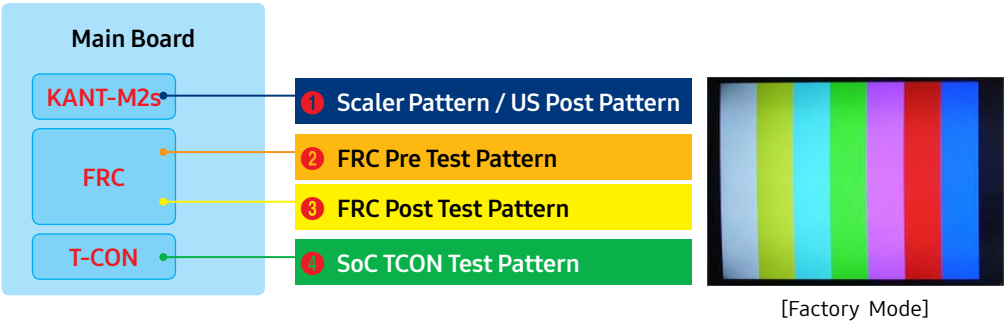 Main Board
KANT-M2s
❶ Scaler Pattern / US Post Pattern
FRC
❷ FRC Pre Test Pattern
❸ FRC Post Test Pattern
T-CON
❹ SoC TCON Test Pattern
[Factory Mode]